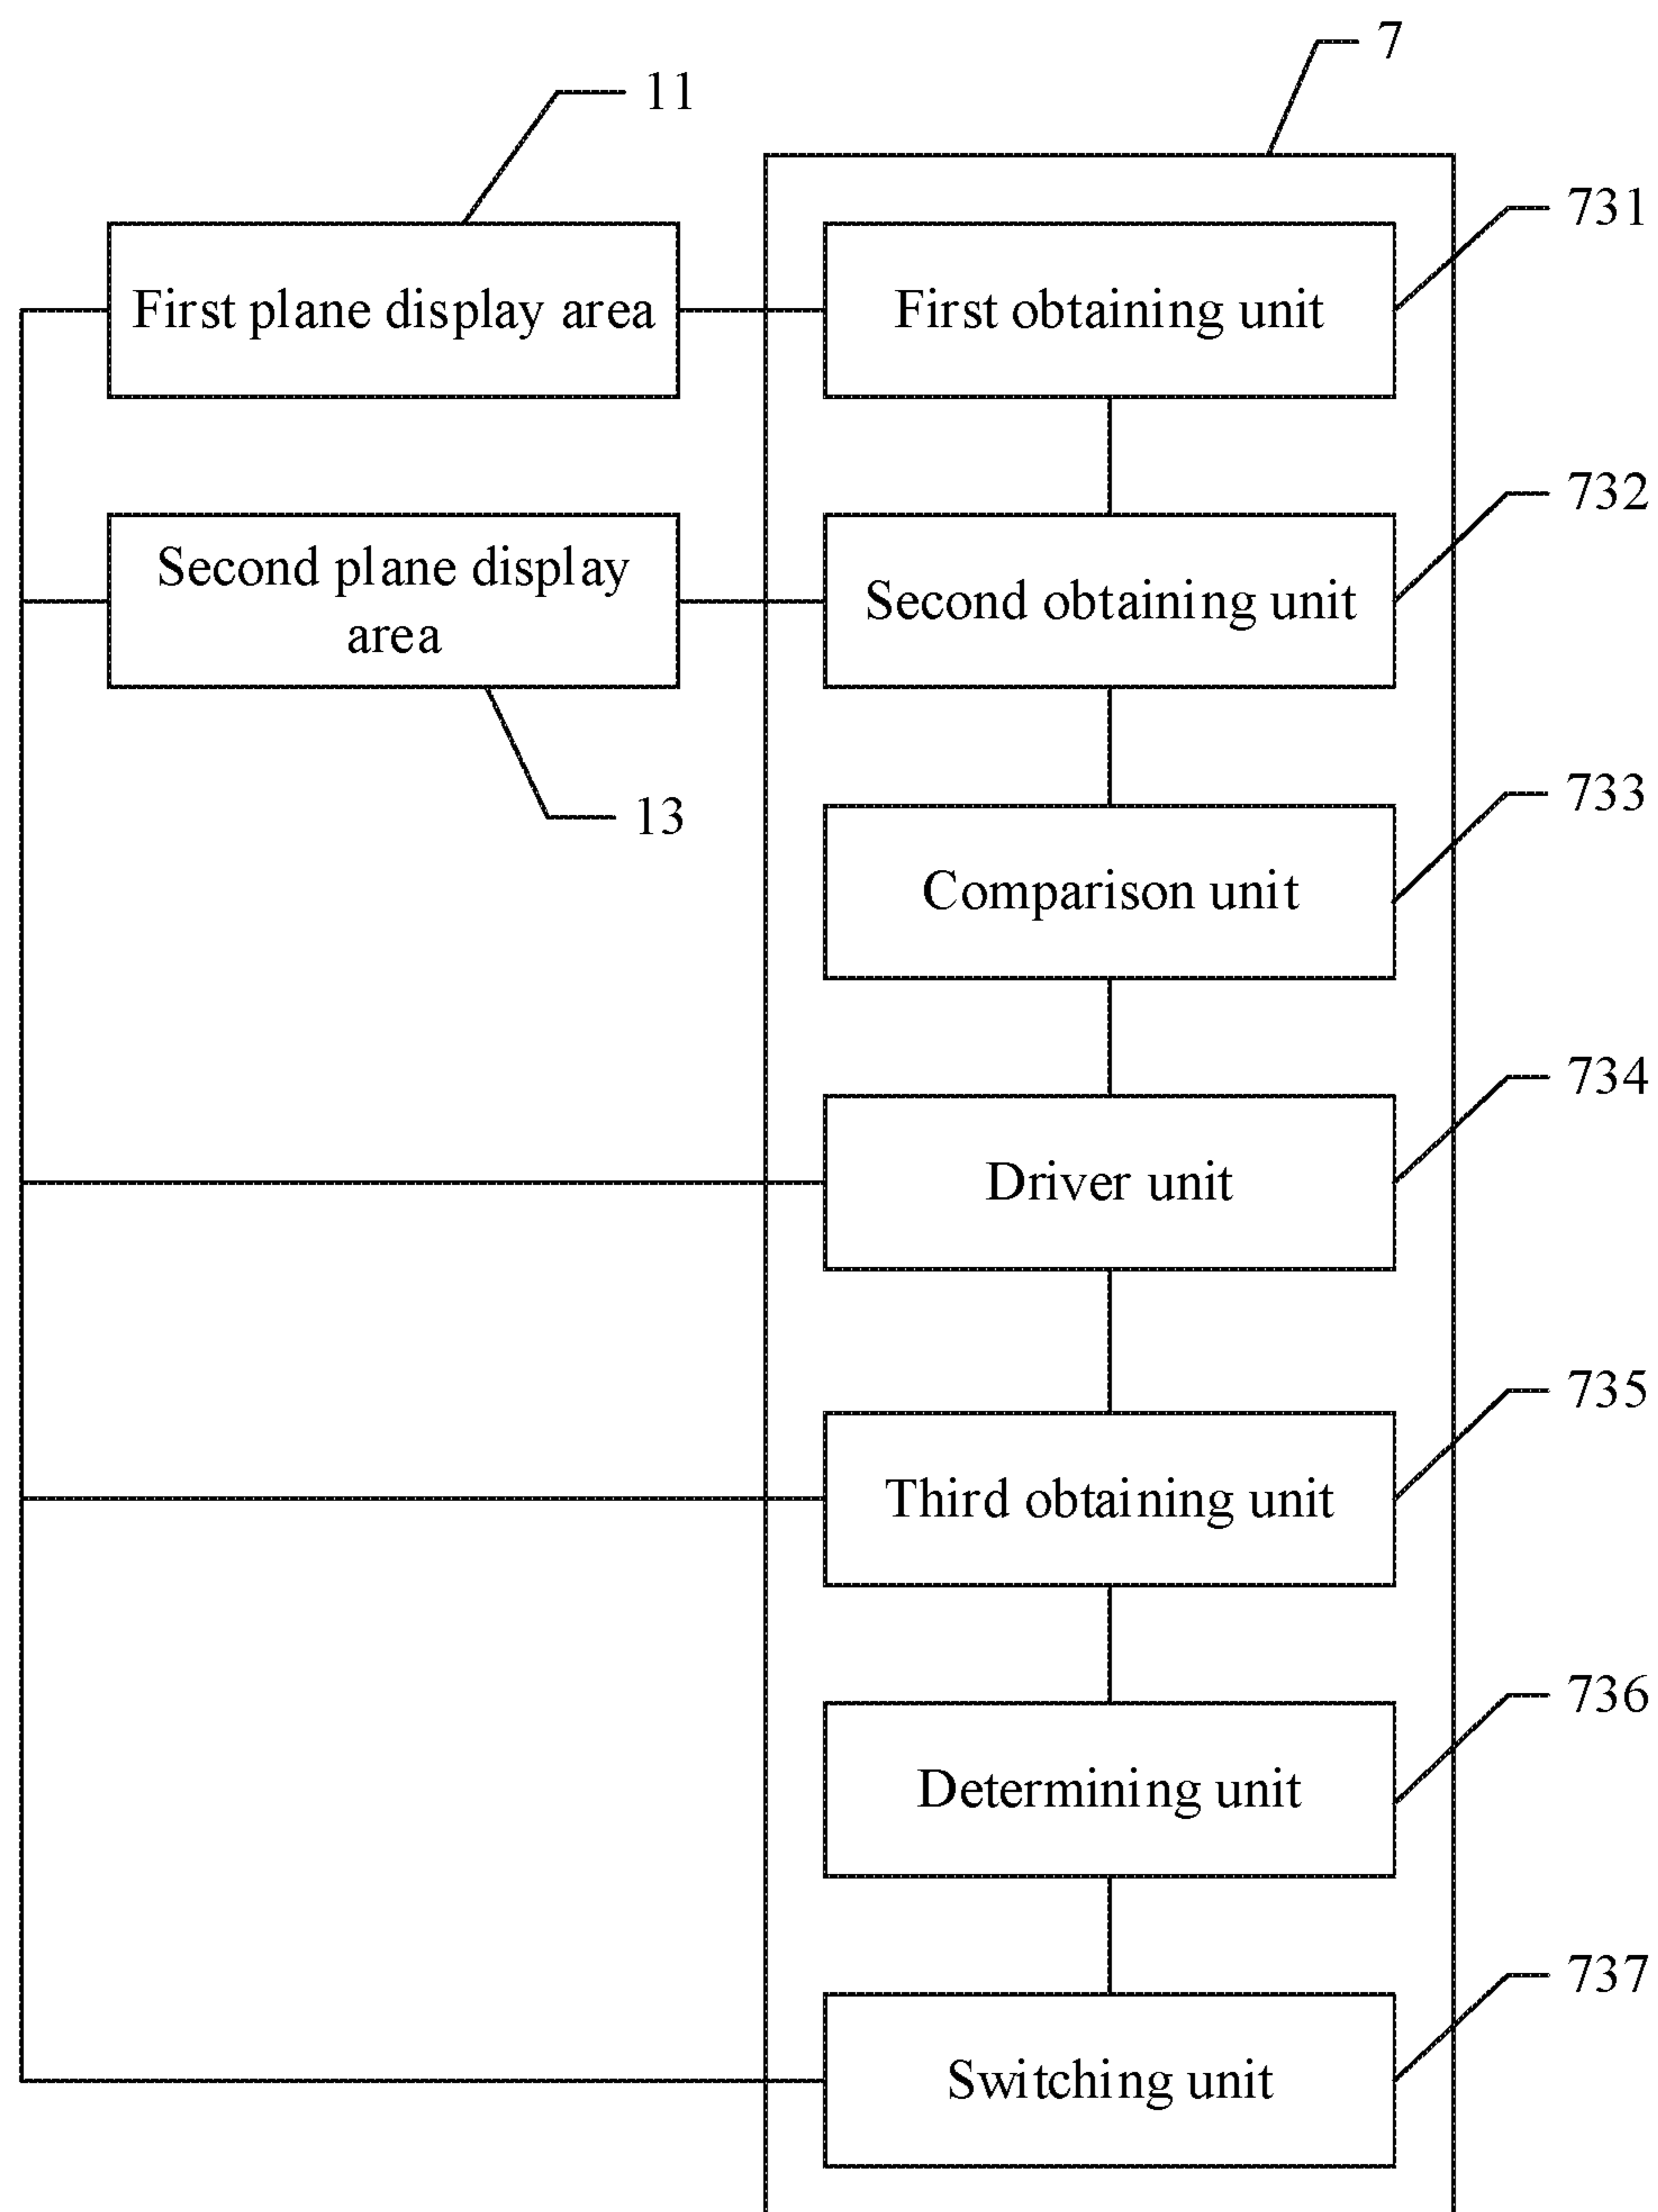 7
11
731
First plane display area
First obtaining unit
732
Second plane display
area
Second obtaining unit
13
733
Comparison unit
734
Driver unit
735
Third obtaining unit
736
Determining unit
737
Switching unit